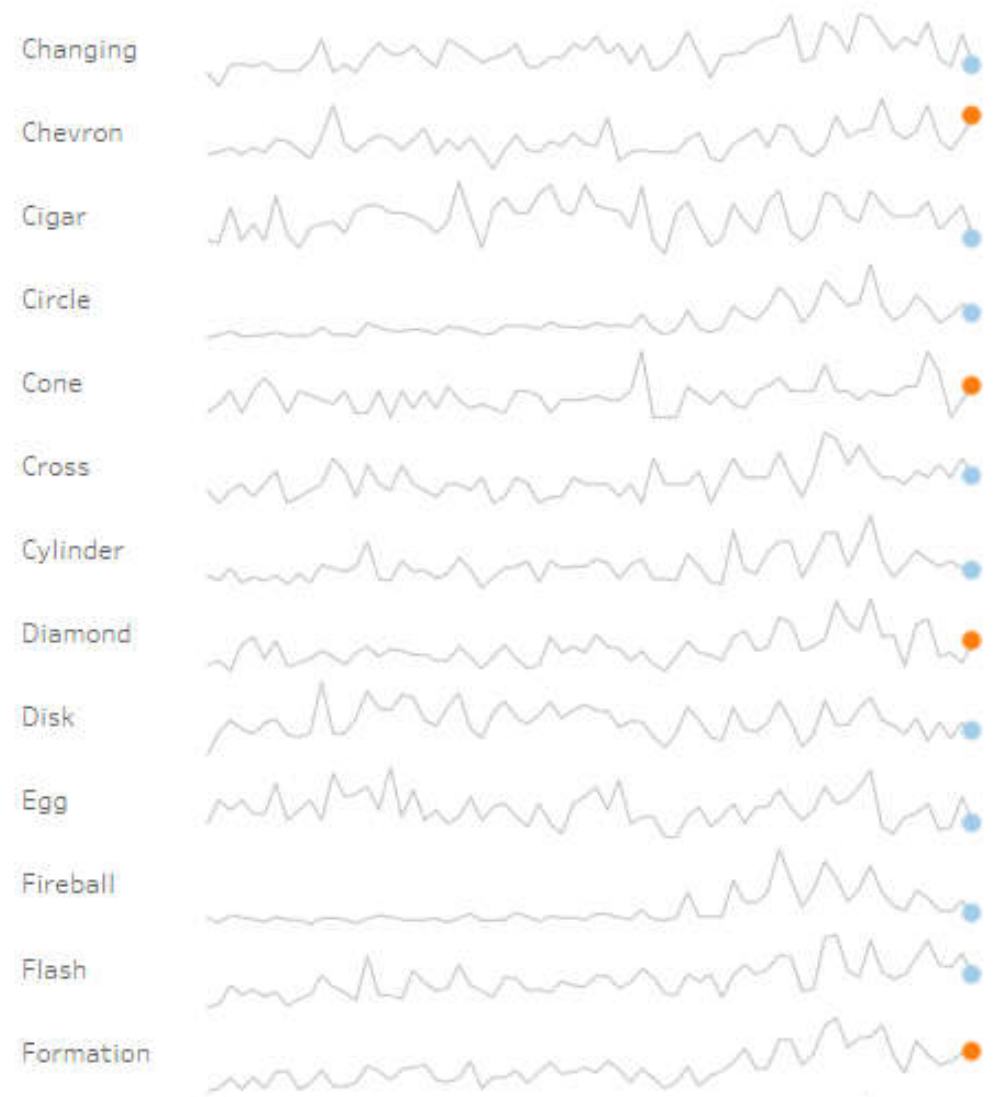 Changing
Chevron
Cigar
Circle
Cone
Cross
Cylinder
Diamond
Disk
Egg
Fireball
Flash
Formation